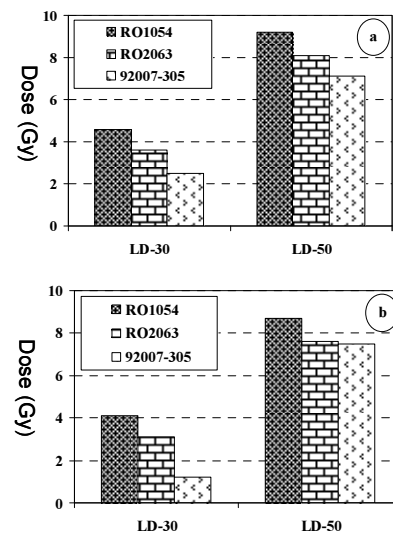 10
8
6
4
2
0
Dose (Gy)
RO1054
RO2063
92007-305
a
LD-30 LD-50
10
8
6
4
2
0
Dose (Gy)
RO1054
RO2063
92007-305
b
LD-30 LD-50